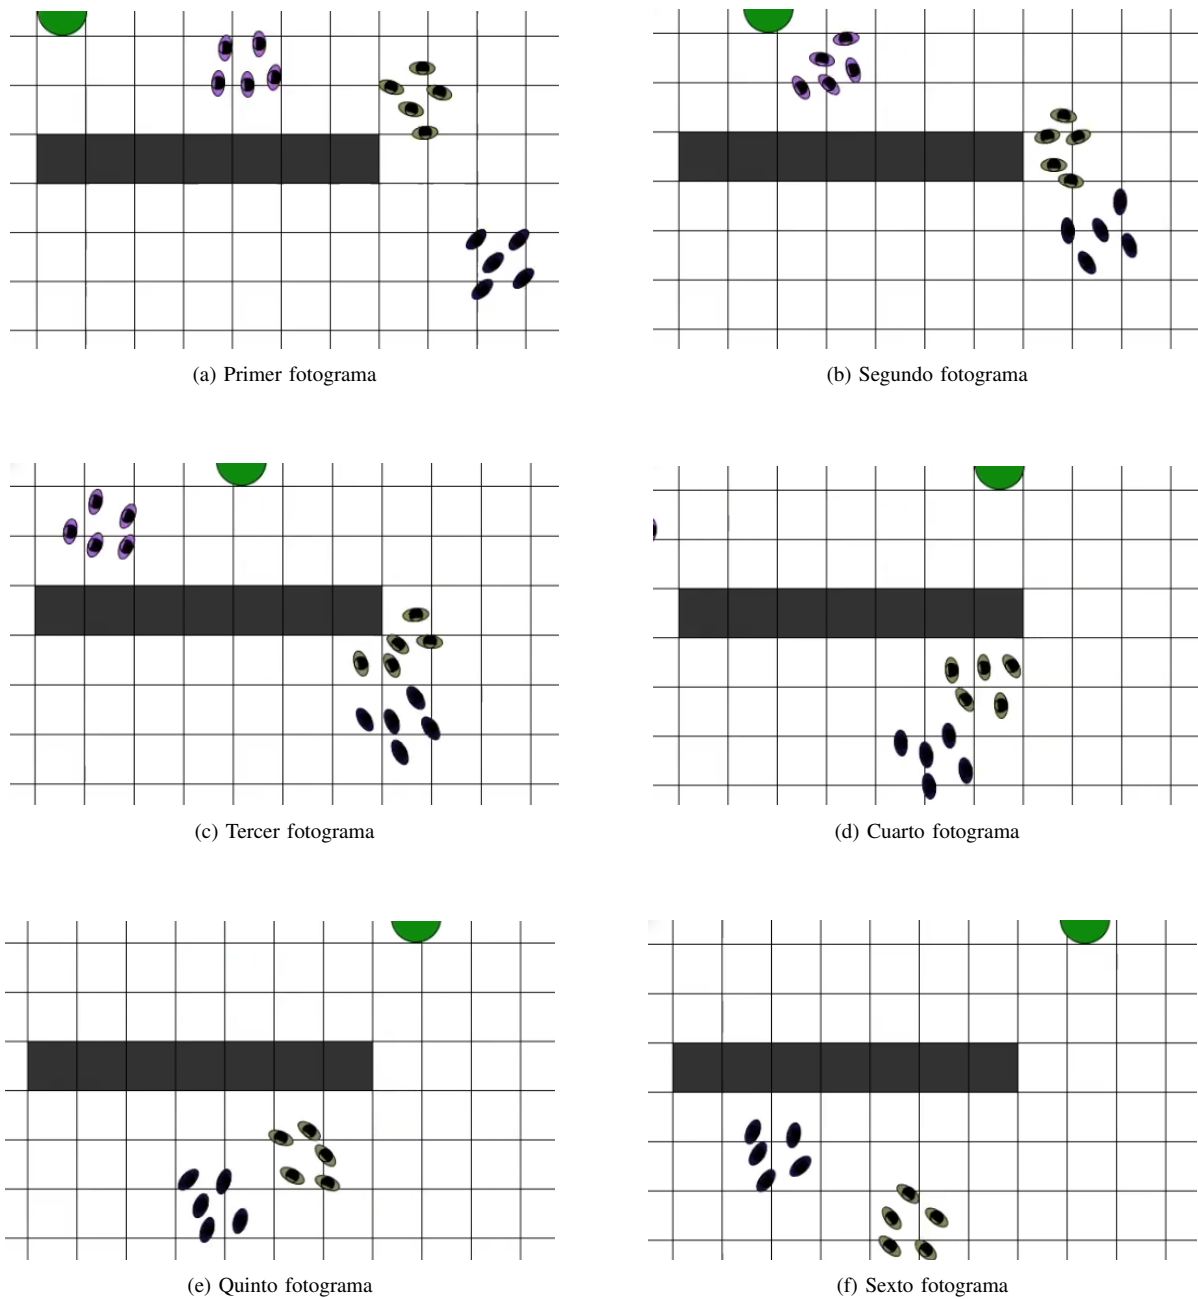 (a) Primer fotograma
(b) Segundo fotograma
(c) Tercer fotograma
(d) Cuarto fotograma
(e) Quinto fotograma
(f) Sexto fotograma